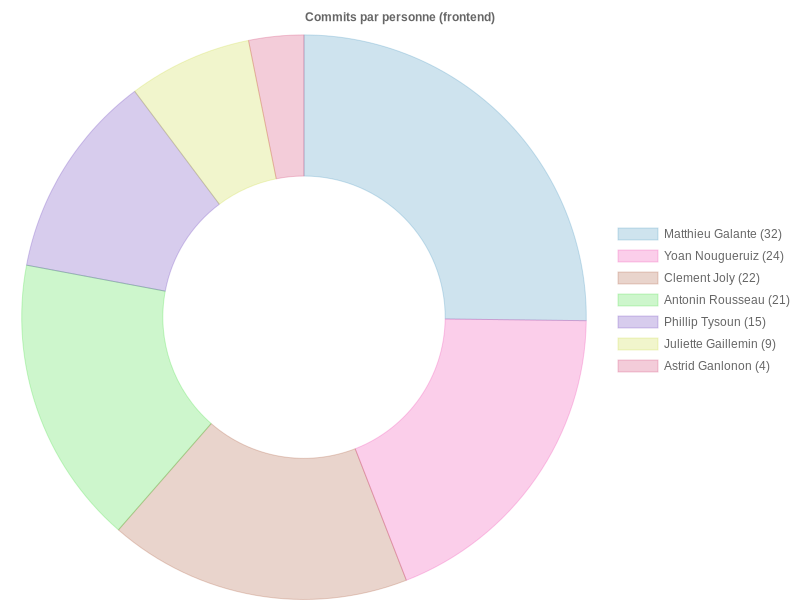 Commits par personne (frontend)
Matthieu Galante (32)
Yoan Nougueruiz (24)
Clement Joly (22)
Antonin Rousseau (21)
Phillip Tysoun (15)
Juliette Gaillemin (9)
Astrid Ganlonon (4)